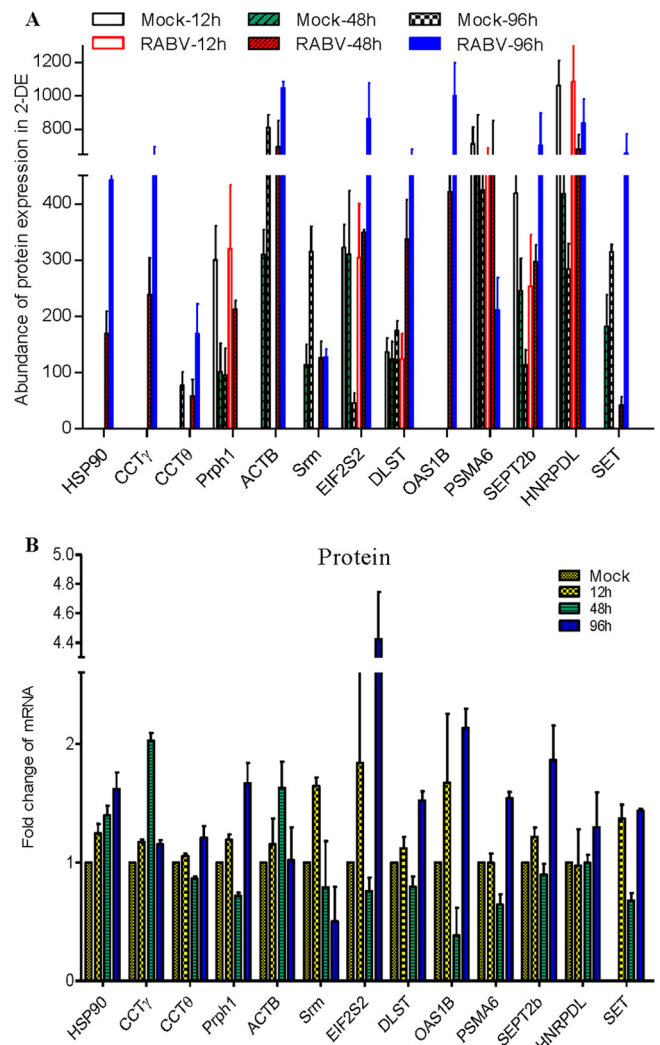 A
Mock-12h Mock-48h Mock-96h
RABV-12h RABV-48h RABV-96h
Abundance of protein expression in 2-DE
1000
800
400
300
200
100
0
HSP90 CCTγ CCTθ Prph1 ACTB Srm EIF2S2 DLST OAS1B PSMA6 SEPT2b HNRPDL SET
B
Protein
Mock
12h
48h
96h
Fold change of mRNA
5.0
4.8
4.6
4.4
2
1
0
HSP90 CCTγ CCTθ Prph1 ACTB Srm EIF2S2 DLST OAS1B PSMA6 SEPT2b HNRPDL SET